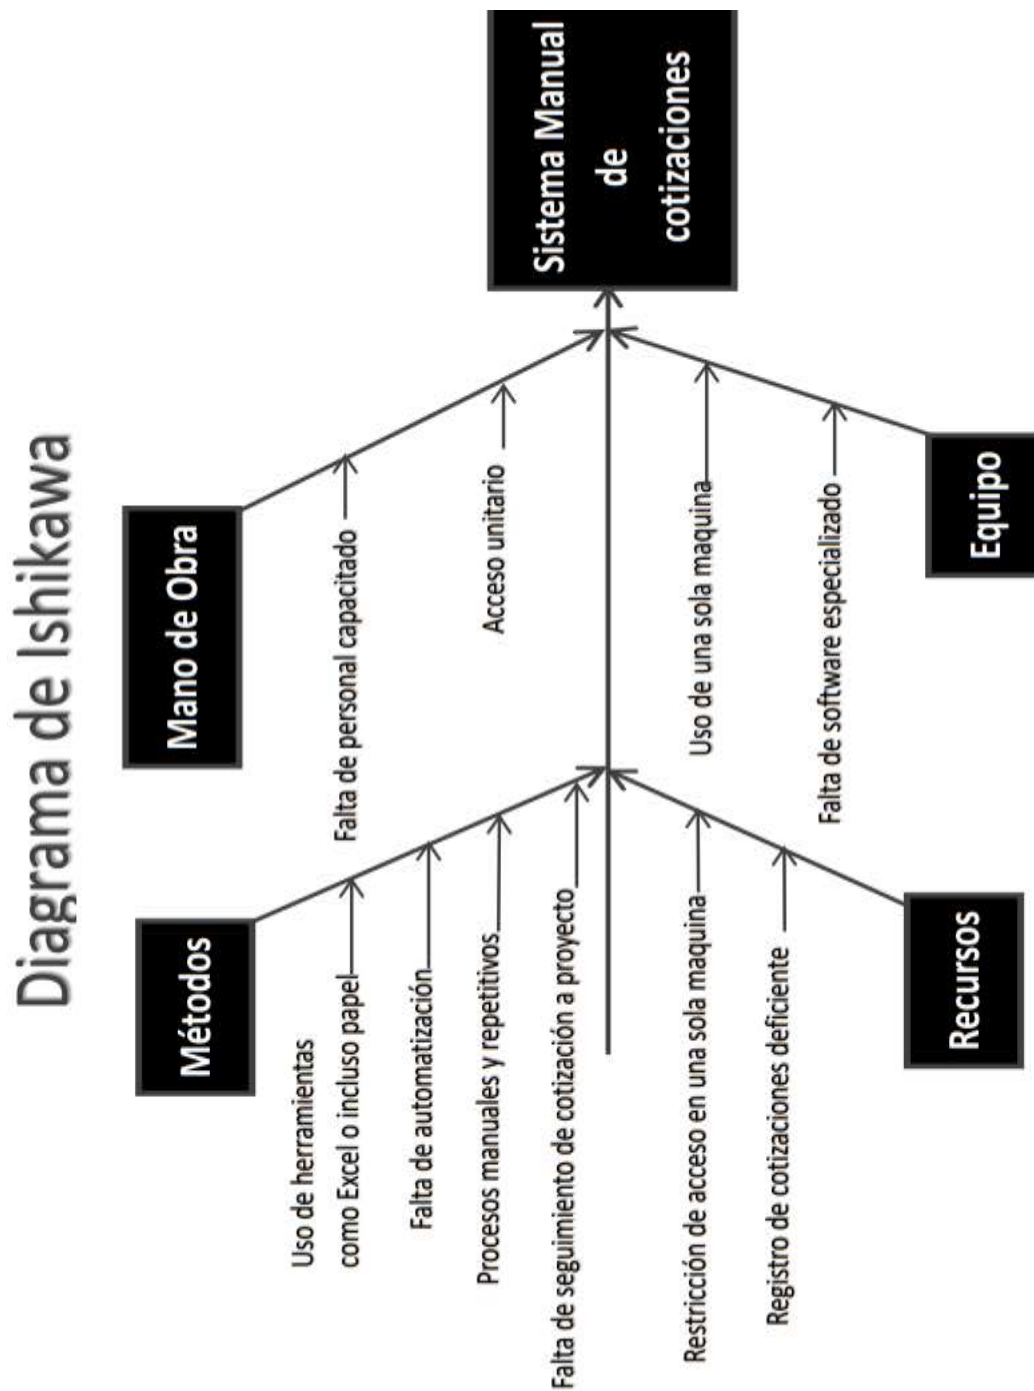 Diagrama de Ishikawa
Métodos
Mano de Obra
Uso de herramientas
como Excel o incluso papel
Falta de automatización
Procesos manuales y repetitivos
Falta de seguimiento de cotización a proyecto
Falta de personal capacitado
Acceso unitario
Sistema Manual
de
cotizaciones
Restricción de acceso en una sola maquina
Registro de cotizaciones deficiente
Uso de una sola maquina
Falta de software especializado
Recursos
Equipo